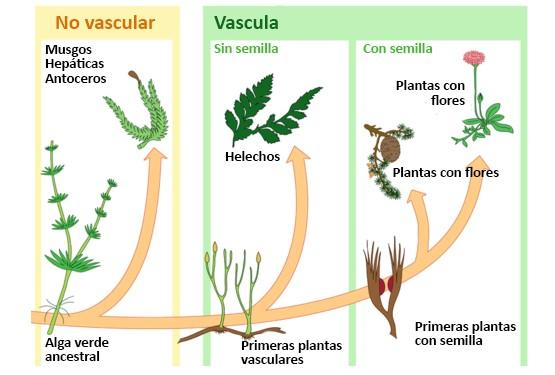 No vascular
Musgos
Hepáticas
Antoceros
Alga verde
ancestral
Vascula
Sin semilla
Helechos
Primeras plantas
vasculares
Con semilla
Plantas con
flores
Plantas con flores
Primeras plantas
con semilla